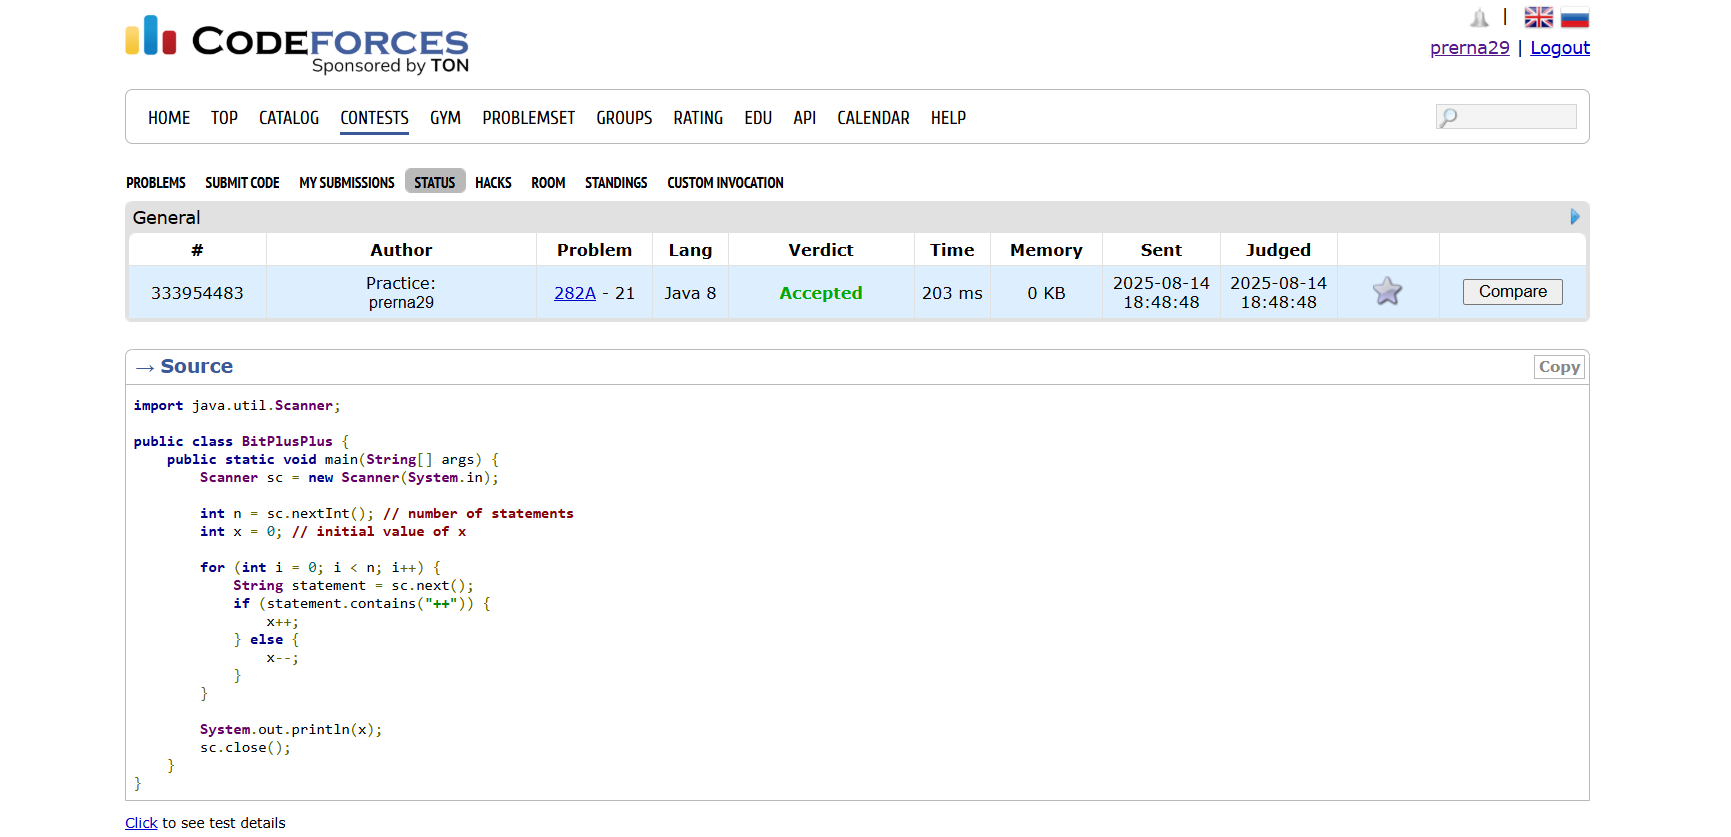 CODEFORCES
Sponsored by TON
|
prerna29 | Logout
HOME TOP CATALOG CONTESTS GYM PROBLEMSET GROUPS RATING EDU API CALENDAR HELP
PROBLEMS SUBMIT CODE MY SUBMISSIONS STATUS HACKS ROOM STANDINGS CUSTOM INVOCATION
General
# Author Problem Lang Verdict Time Memory Sent Judged
333954483 Practice: prerna29 282A - 21 Java 8 Accepted 203 ms 0 KB 2025-08-14 18:48:48 2025-08-14 18:48:48 Compare
→ Source Copy
import java.util.Scanner;

public class BitPlusPlus {
    public static void main(String[] args) {
        Scanner sc = new Scanner(System.in);

        int n = sc.nextInt(); // number of statements
        int x = 0; // initial value of x

        for (int i = 0; i < n; i++) {
            String statement = sc.next();
            if (statement.contains("++")) {
                x++;
            } else {
                x--;
            }
        }

        System.out.println(x);
        sc.close();
    }
}
Click to see test details